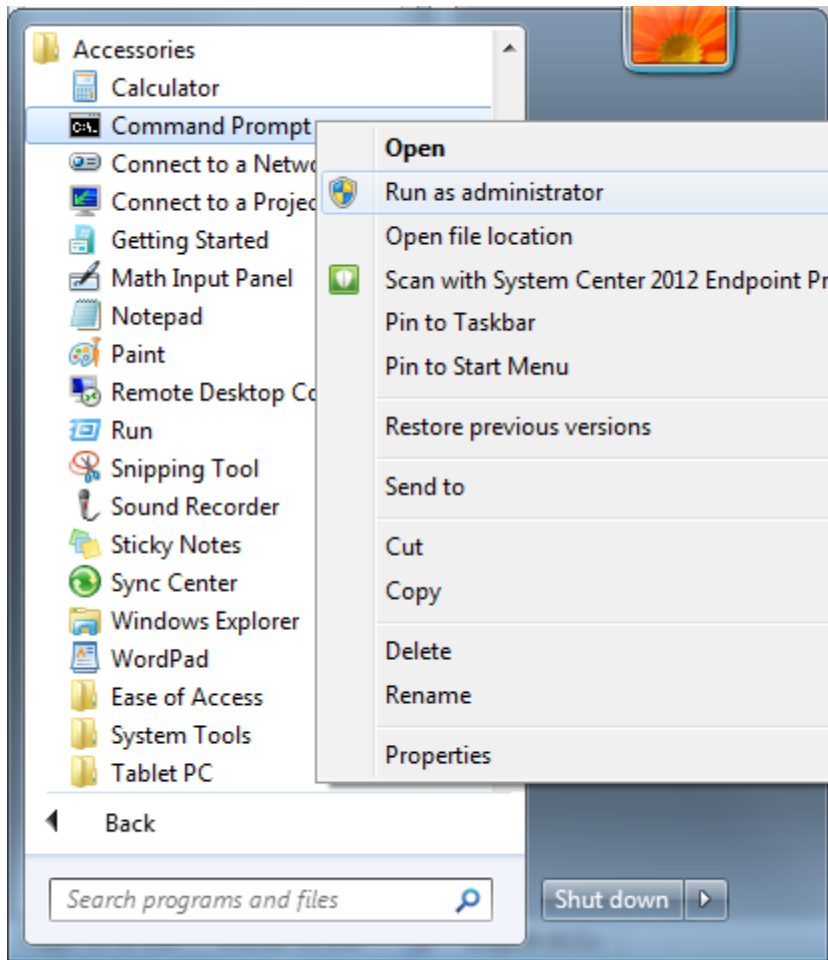 Accessories
Calculator
Command Prompt
Connect to a Netwo
Connect to a Projec
Getting Started
Math Input Panel
Notepad
Paint
Remote Desktop Co
Run
Snipping Tool
Sound Recorder
Sticky Notes
Sync Center
Windows Explorer
WordPad
Ease of Access
System Tools
Tablet PC
Back
Search programs and files
Open
Run as administrator
Open file location
Scan with System Center 2012 Endpoint Pr
Pin to Taskbar
Pin to Start Menu
Restore previous versions
Send to
Cut
Copy
Delete
Rename
Properties
Shut down